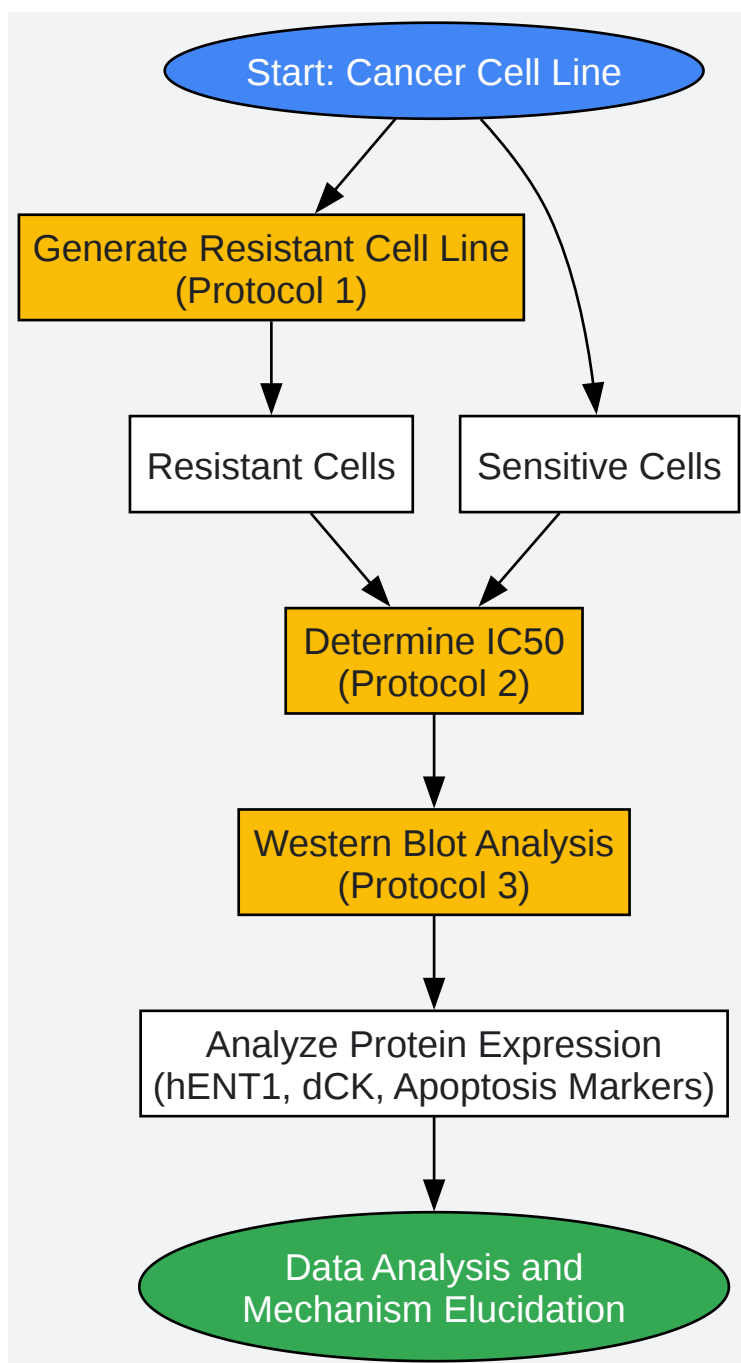 Start: Cancer Cell Line
Generate Resistant Cell Line
(Protocol 1)
Resistant Cells
Sensitive Cells
Determine IC50
(Protocol 2)
Western Blot Analysis
(Protocol 3)
Analyze Protein Expression
(hENT1, dCK, Apoptosis Markers)
Data Analysis and
Mechanism Elucidation